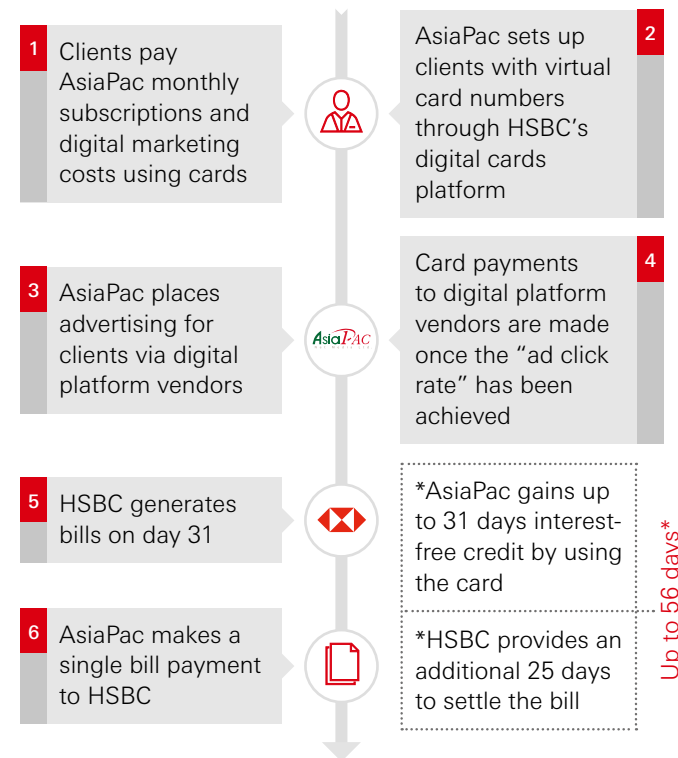 1
Clients pay
AsiaPac monthly
subscriptions and
digital marketing
costs using cards
2
AsiaPac sets up
clients with virtual
card numbers
through HSBC's
digital cards
platform
3
AsiaPac places
advertising for
clients via digital
platform vendors
AsiaPAC
4
Card payments
to digital platform
vendors are made
once the “ad click
rate” has been
achieved
5
HSBC generates
bills on day 31
*AsiaPac gains up
to 31 days interest-
free credit by using
the card
6
AsiaPac makes a
single bill payment
to HSBC
*HSBC provides an
additional 25 days
to settle the bill
Up to 56 days*